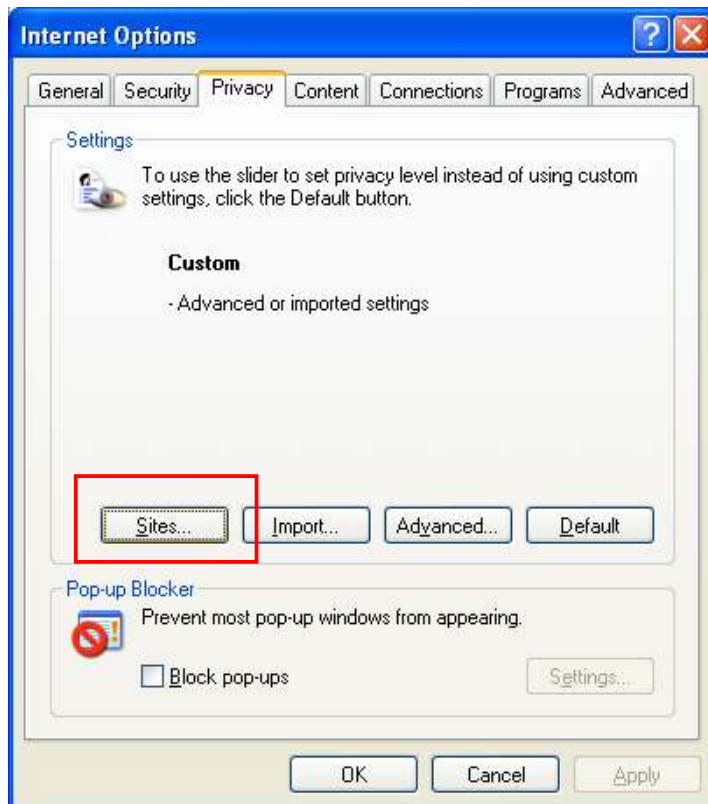 Internet Options
General Security Privacy Content Connections Programs Advanced
Settings
To use the slider to set privacy level instead of using custom
settings, click the Default button.
Custom
- Advanced or imported settings
Sites... Import... Advanced... Default
Pop-up Blocker
Prevent most pop-up windows from appearing.
Block pop-ups Settings...
OK Cancel Apply